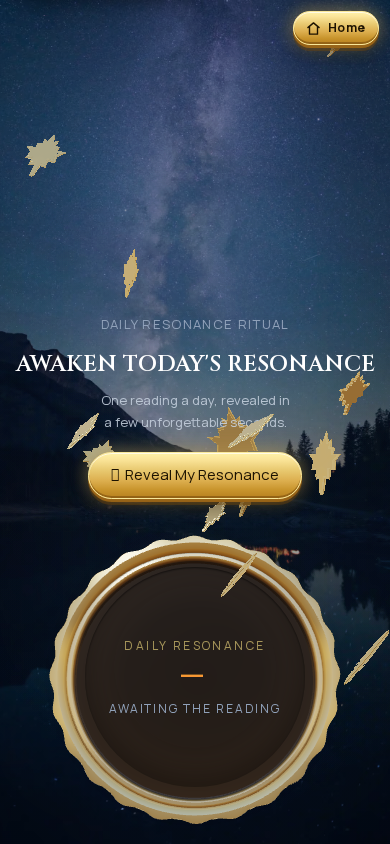 Home
DAILY RESONANCE RITUAL
AWAKEN TODAY'S RESONANCE
One reading a day, revealed in
a few unforgettable seconds.
Reveal My Resonance
DAILY RESONANCE
AWAITING THE READING